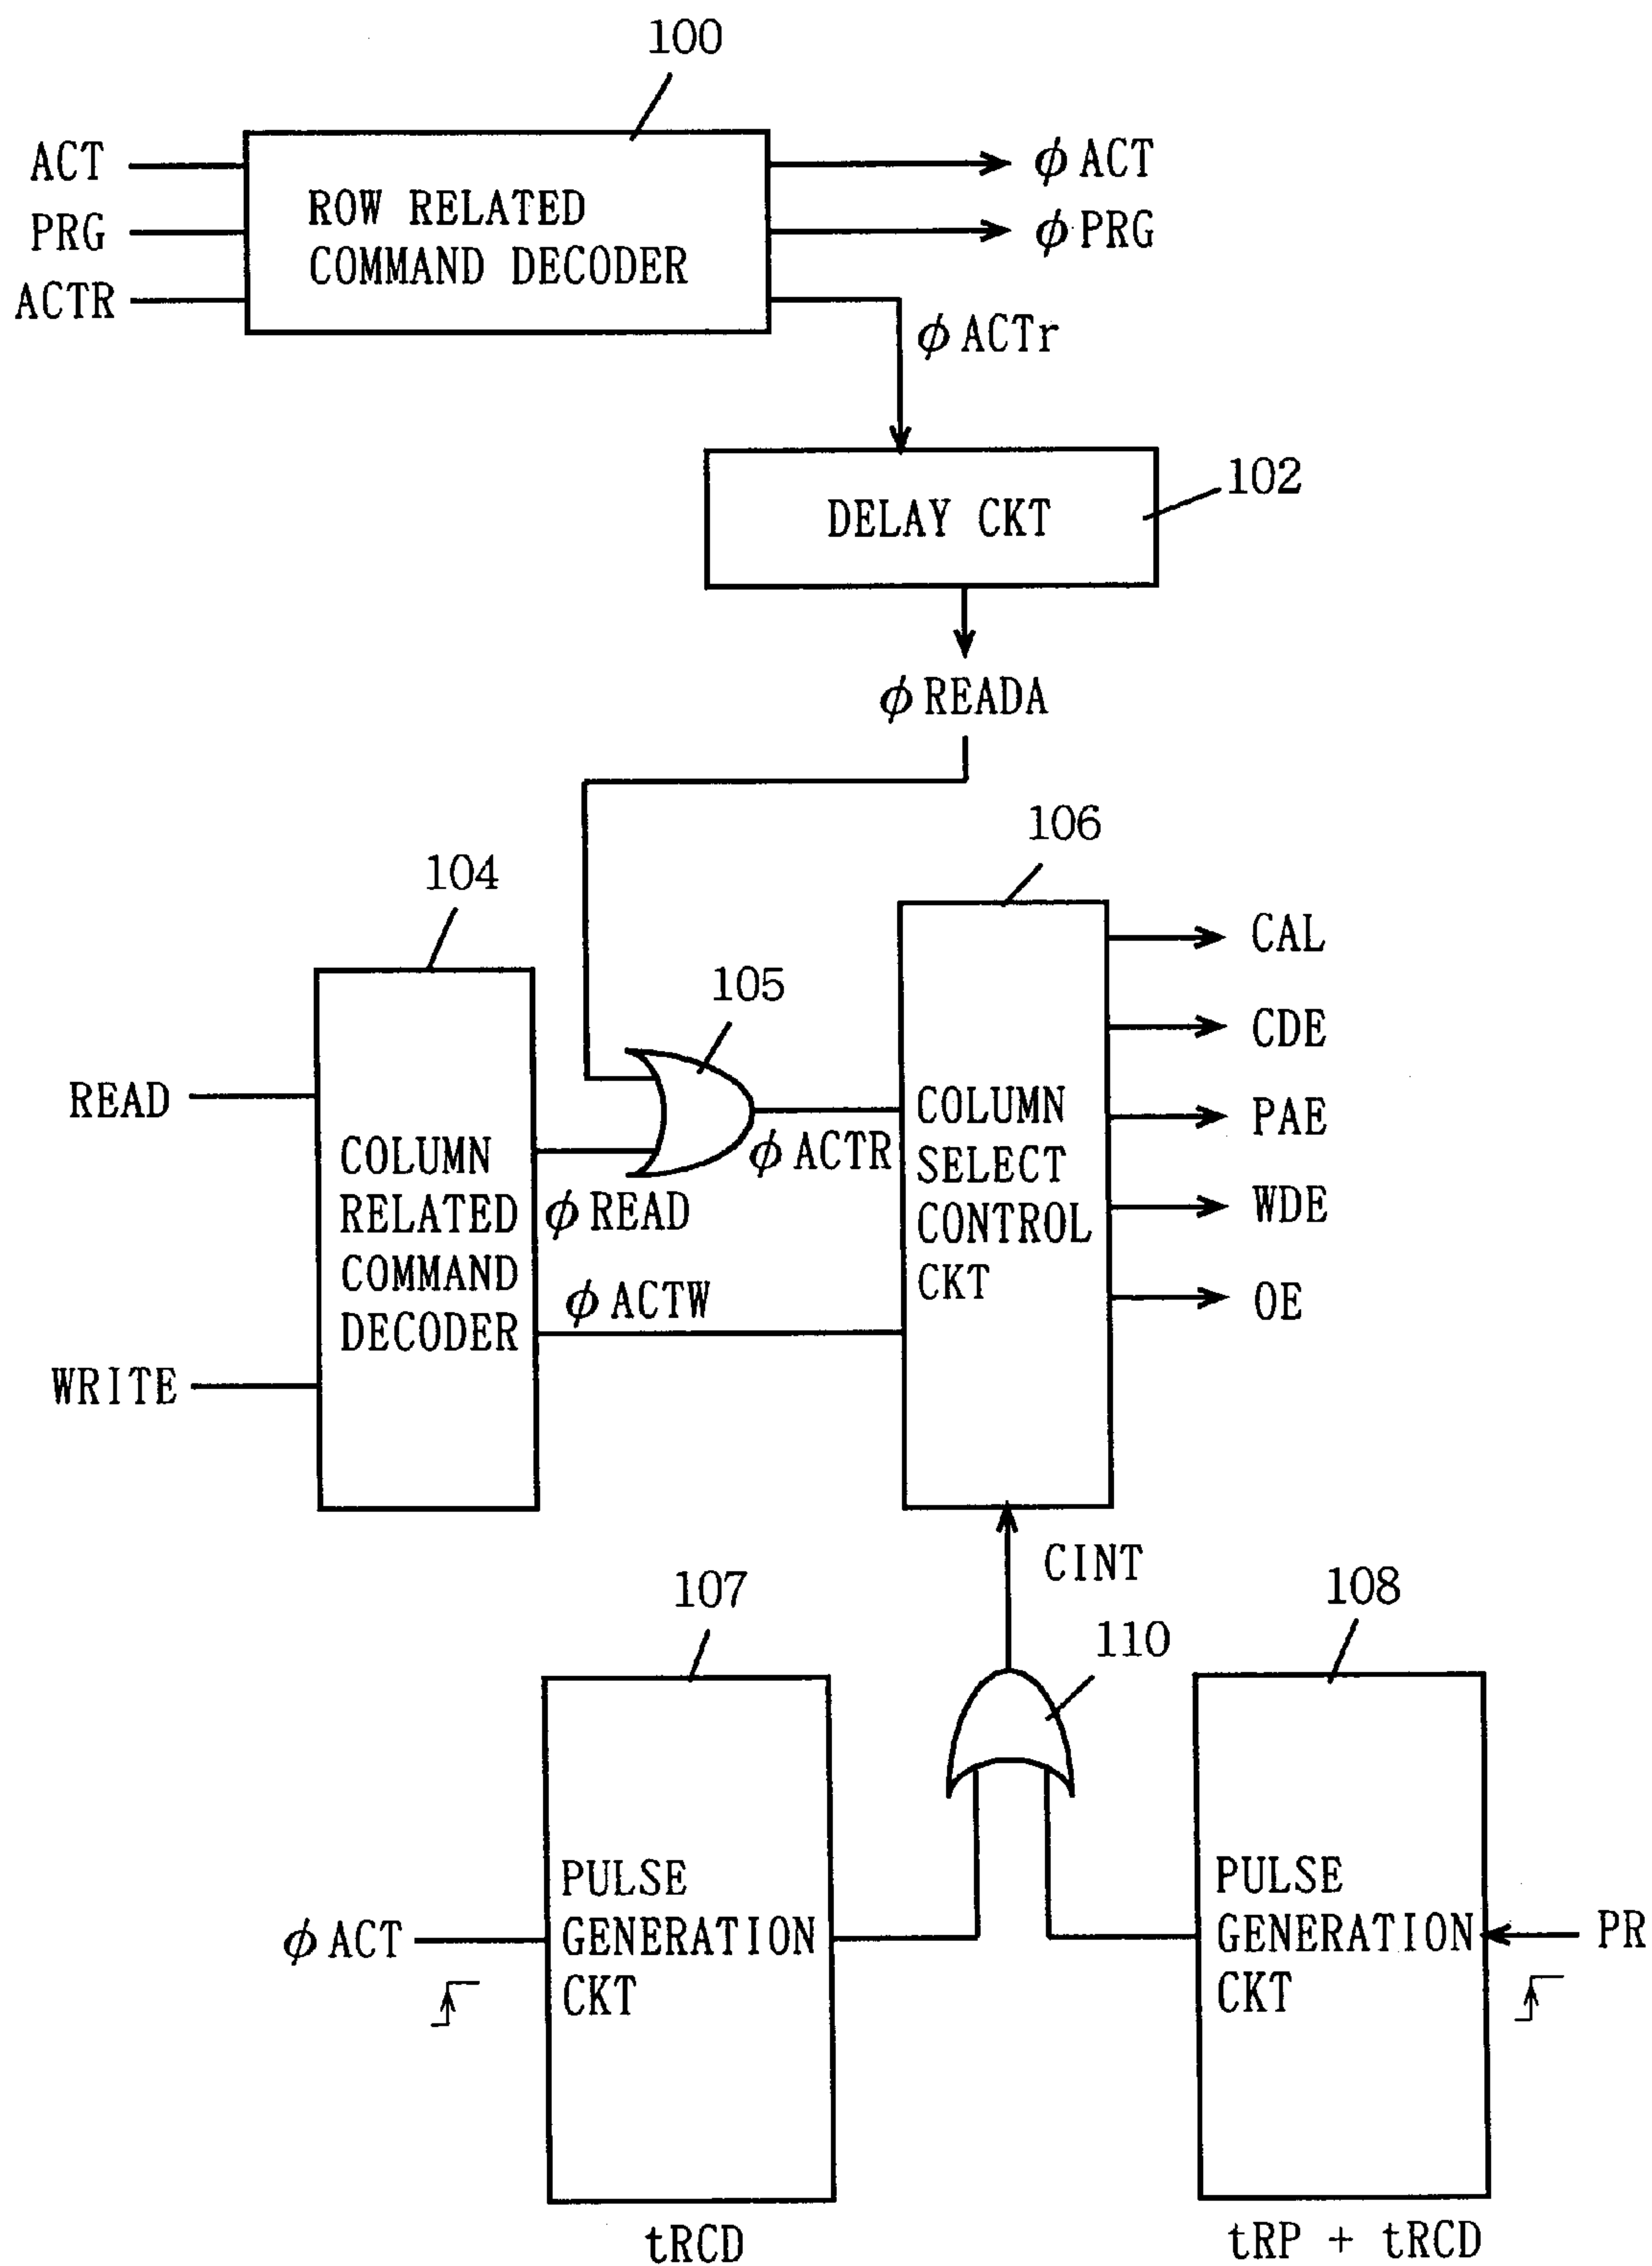 100
ACT
PRG
ACTR
ROW RELATED
COMMAND DECODER
φACT
φPRG
φACTr
DELAY CKT
102
φREADA
106
104
105
READ
WRITE
COLUMN
RELATED
COMMAND
DECODER
φREAD
φACTW
φACTR
COLUMN
SELECT
CONTROL
CKT
CAL
CDE
PAE
WDE
OE
CINT
107
108
110
φACT
PULSE
GENERATION
CKT
PULSE
GENERATION
CKT
PR
tRCD
tRP + tRCD